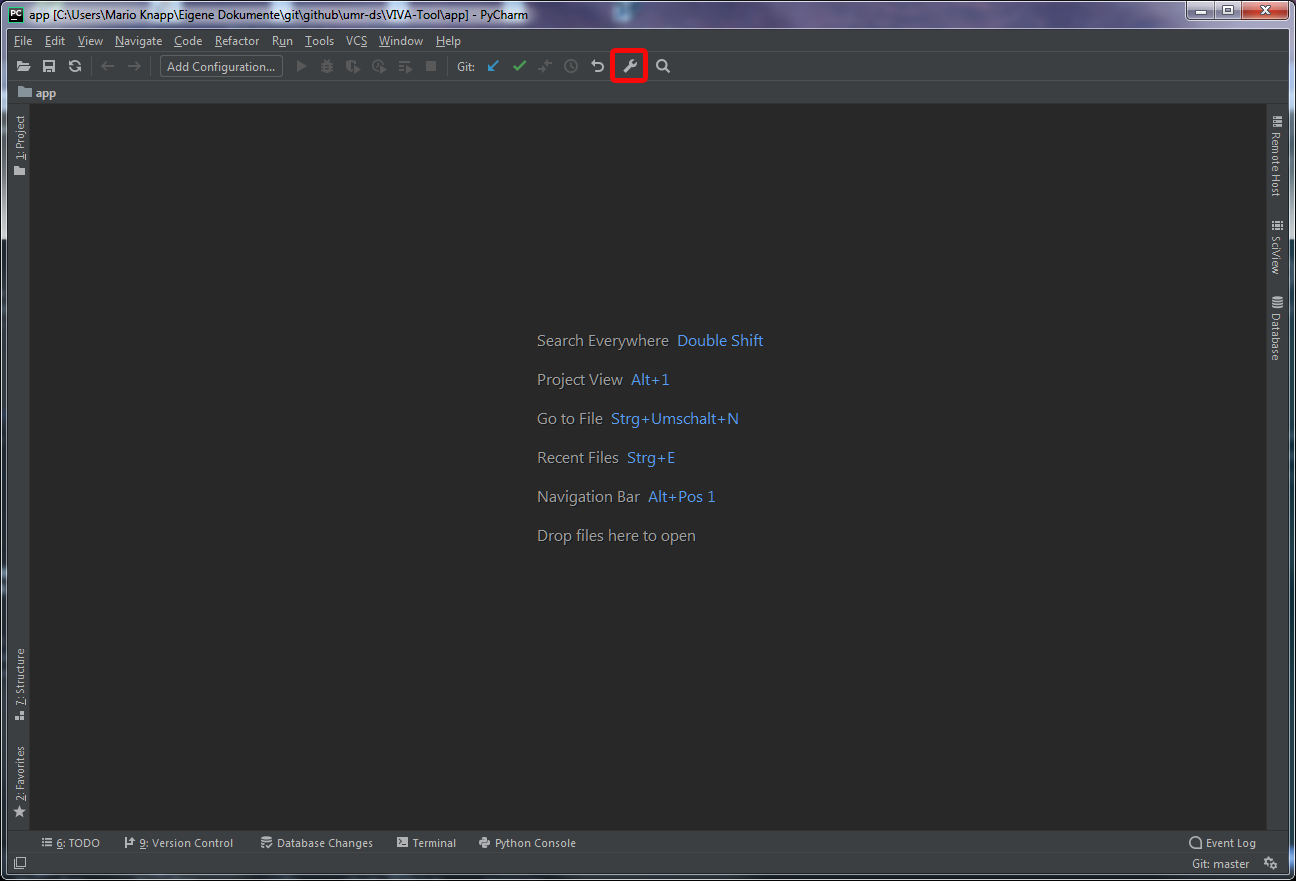 PC app [C:\Users\Mario Knapp\Eigene Dokumente\git\github\umr-ds\VIVA-Tool\app] - PyCharm
File Edit View Navigate Code Refactor Run Tools VCS Window Help
Add Configuration... Git:
app
1: Project
Remote Host
SciView
Database
Search Everywhere Double Shift
Project View Alt+1
Go to File Strg+Umschalt+N
Recent Files Strg+E
Navigation Bar Alt+Pos 1
Drop files here to open
7: Structure
2: Favorites
6: TODO 9: Version Control Database Changes Terminal Python Console Event Log
Git: master